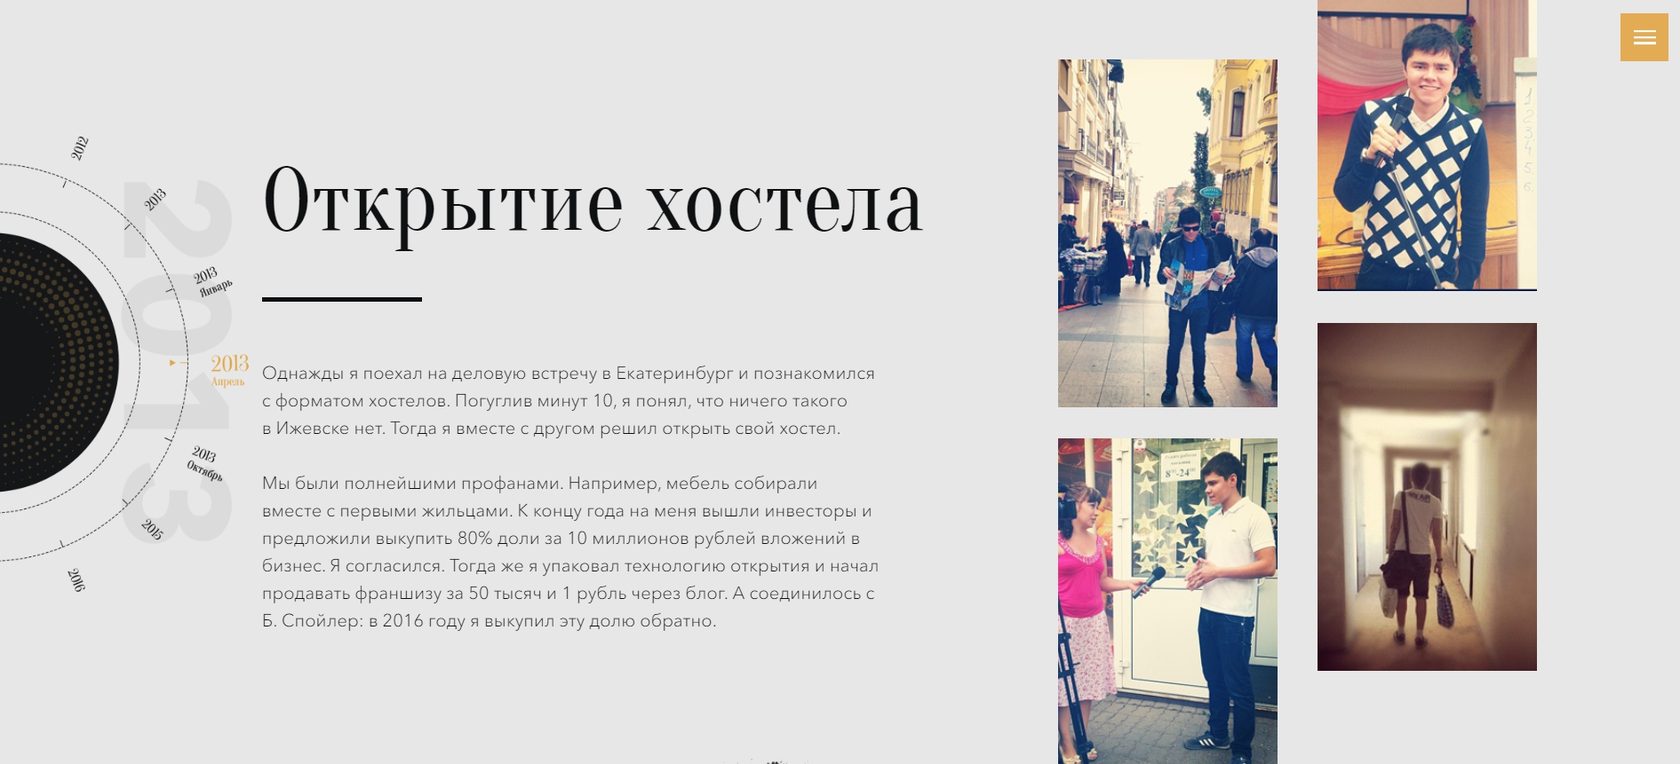 2012
2013
2013
Январь
2013
2013
Апрель
2013
Октябрь
2015
2016
Открытие хостела
Однажды я поехал на деловую встречу в Екатеринбург и познакомился
с форматом хостелов. Погуглив минут 10, я понял, что ничего такого
в Ижевске нет. Тогда я вместе с другом решил открыть свой хостел.
Мы были полнейшими профанами. Например, мебель собирали
вместе с первыми жильцами. К концу года на меня вышли инвесторы и
предложили выкупить 80% доли за 10 миллионов рублей вложений в
бизнес. Я согласился. Тогда же я упаковал технологию открытия и начал
продавать франшизу за 50 тысяч и 1 рубль через блог. А соединилось с
Б. Спойлер: в 2016 году я выкупил эту долю обратно.